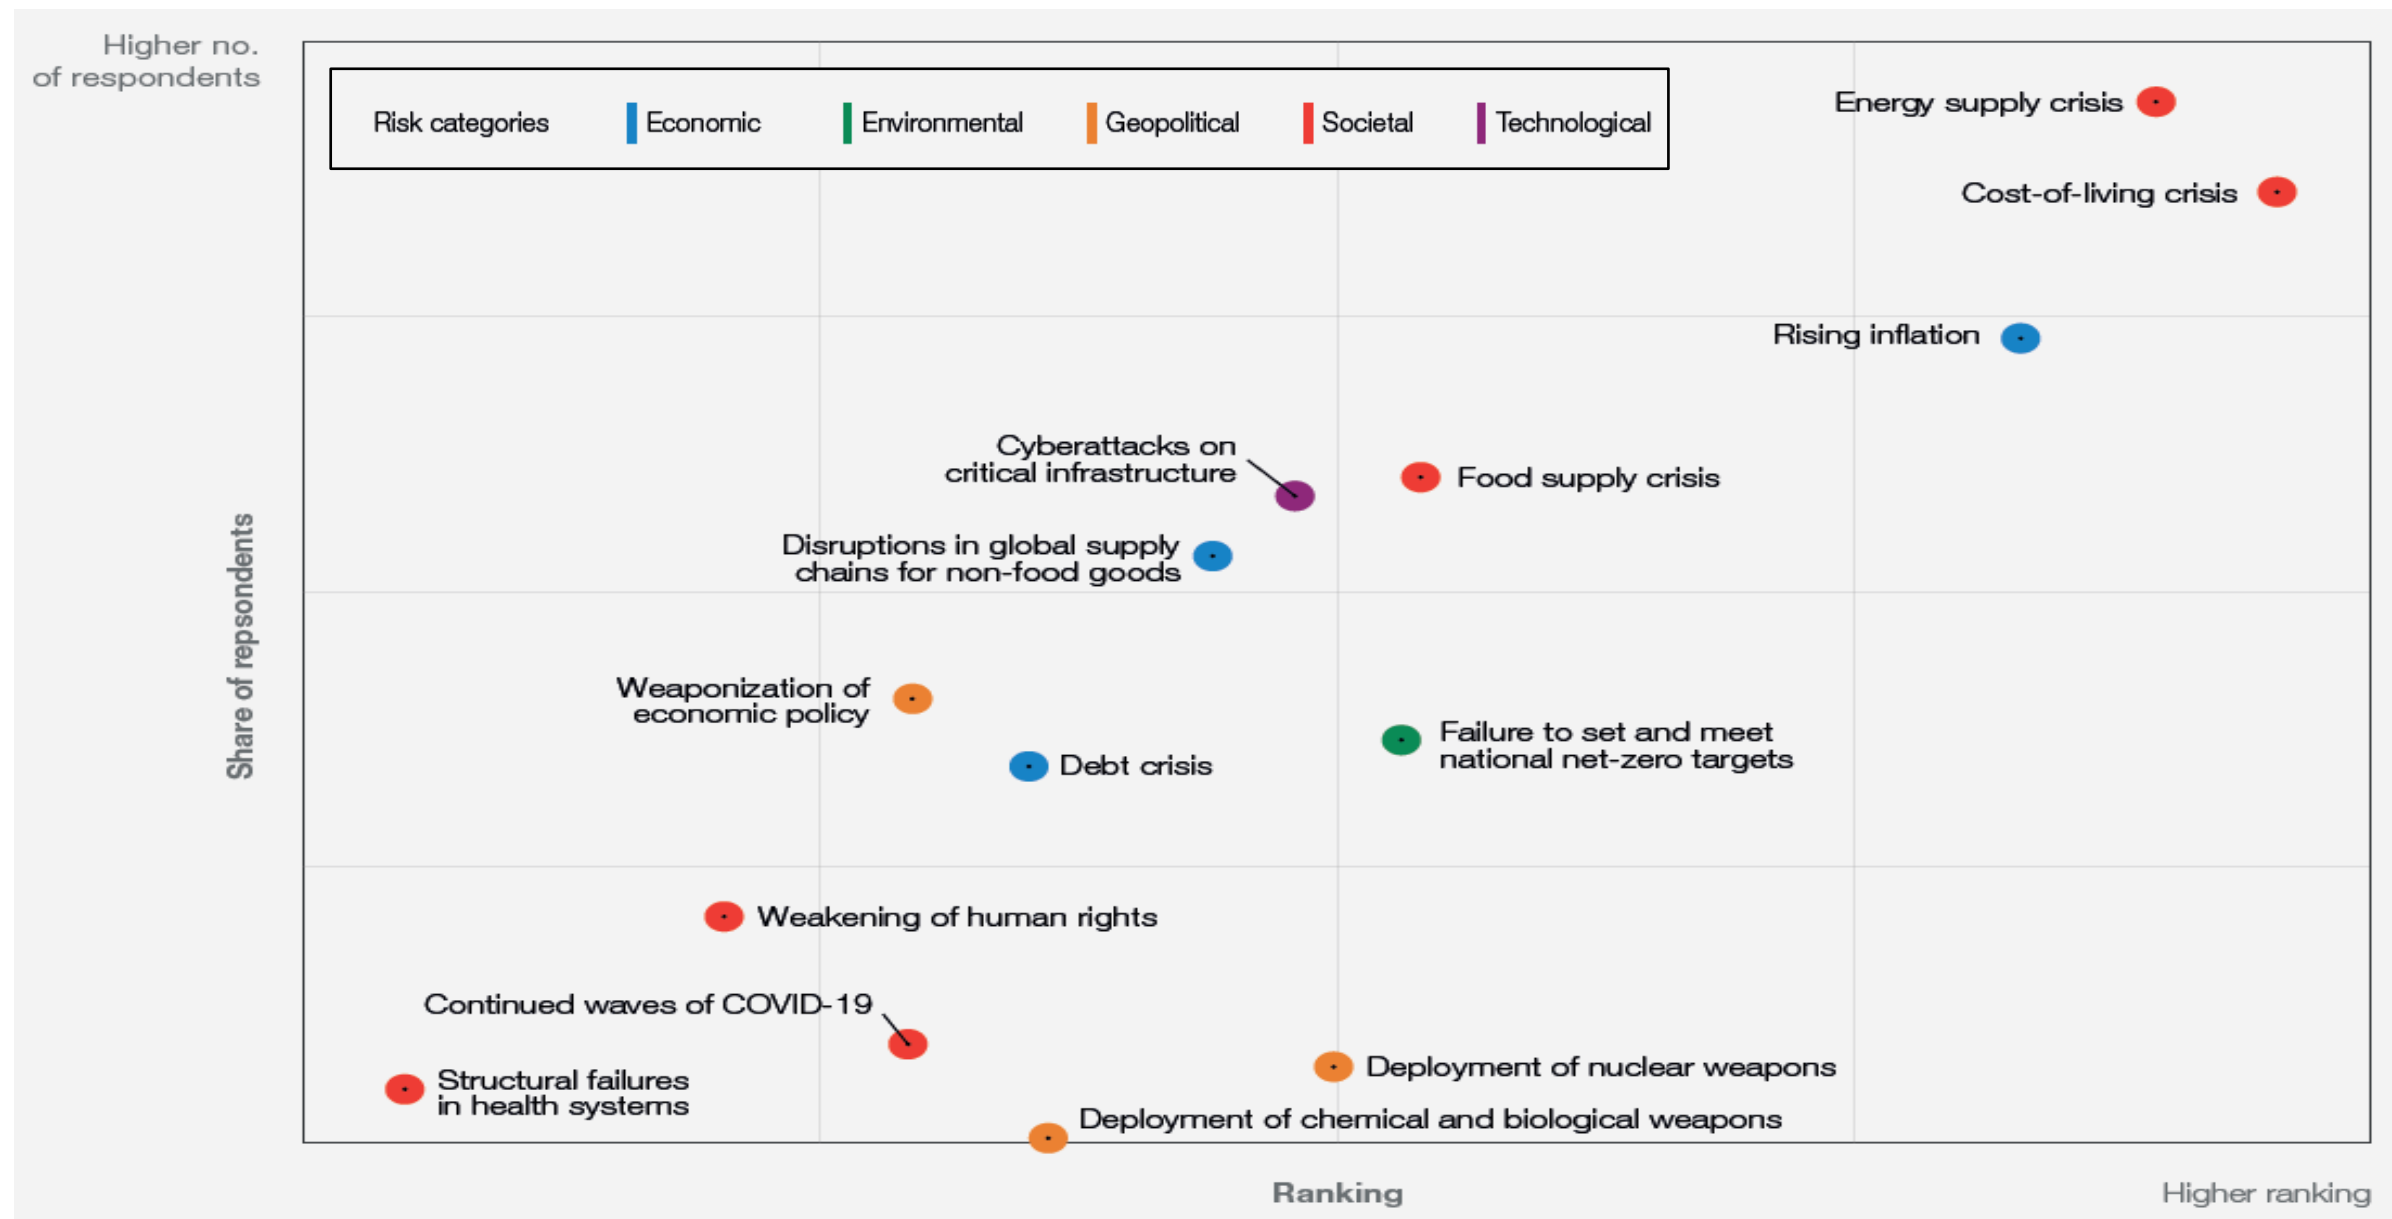 Higher no.
of respondents
Risk categories
Economic
Environmental
Geopolitical
Societal
Technological
Energy supply crisis
Cost-of-living crisis
Rising inflation
Cyberattacks on
critical infrastructure
Food supply crisis
Disruptions in global supply
chains for non-food goods
Share of repsondents
Weaponization of
economic policy
Failure to set and meet
national net-zero targets
Debt crisis
Weakening of human rights
Continued waves of COVID-19
Structural failures
in health systems
Deployment of nuclear weapons
Deployment of chemical and biological weapons
Ranking
Higher ranking